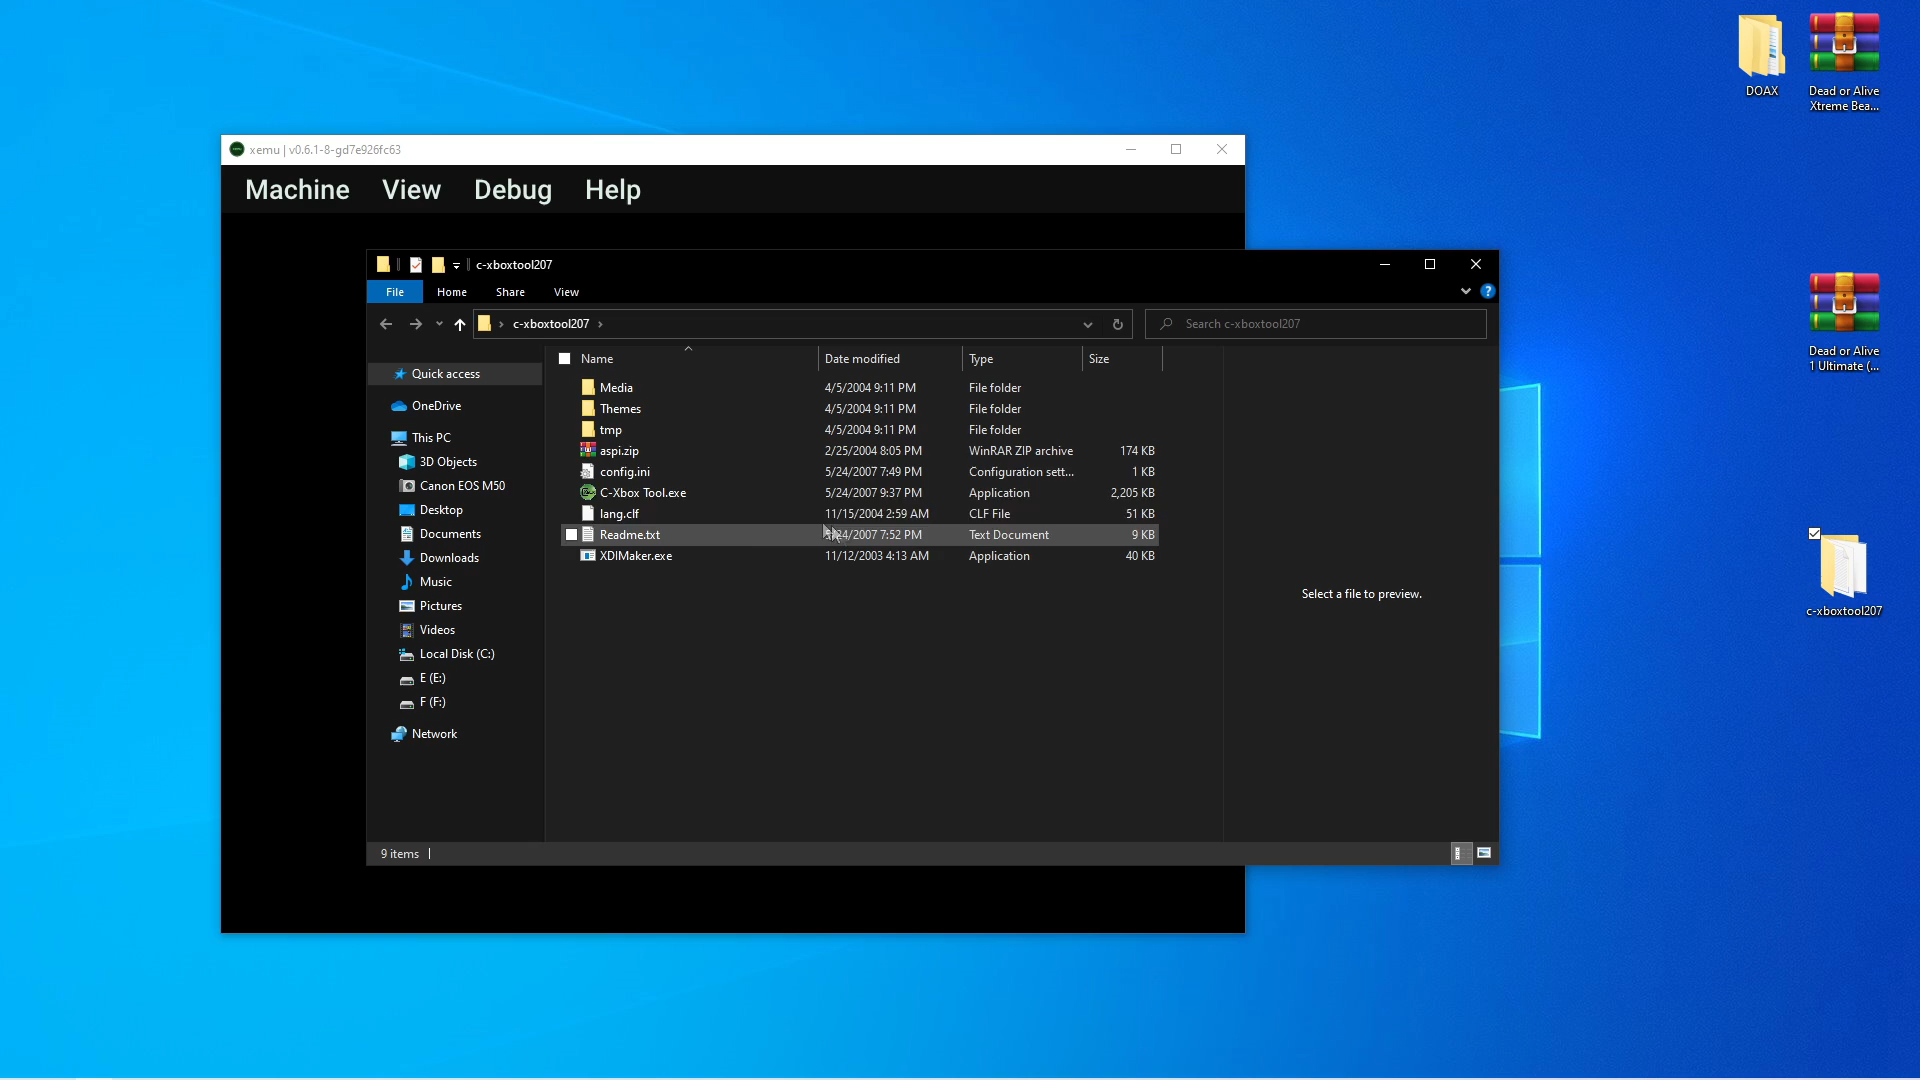 DOAX
Dead or Alive
Xtreme Bea...
xemu | v0.6.1-8-gd7e926fc63
Machine View Debug Help
c-xboxtool207
File Home Share View
c-xboxtool207
Search c-xboxtool207
Name Date modified Type Size
Quick access
OneDrive
This PC
3D Objects
Canon EOS M50
Desktop
Documents
Downloads
Music
Pictures
Videos
Local Disk (C:)
E (E:)
F (F:)
Network
Media 4/5/2004 9:11 PM File folder
Themes 4/5/2004 9:11 PM File folder
tmp 4/5/2004 9:11 PM File folder
aspi.zip 2/25/2004 8:05 PM WinRAR ZIP archive 174 KB
config.ini 5/24/2007 7:49 PM Configuration sett... 1 KB
C-Xbox Tool.exe 5/24/2007 9:37 PM Application 2,205 KB
lang.clf 11/15/2004 2:59 AM CLF File 51 KB
Readme.txt 7:52 PM Text Document 9 KB
XDIMaker.exe 11/12/2003 4:13 AM Application 40 KB
Select a file to preview.
9 items
Dead or Alive
1 Ultimate (...
c-xboxtool207